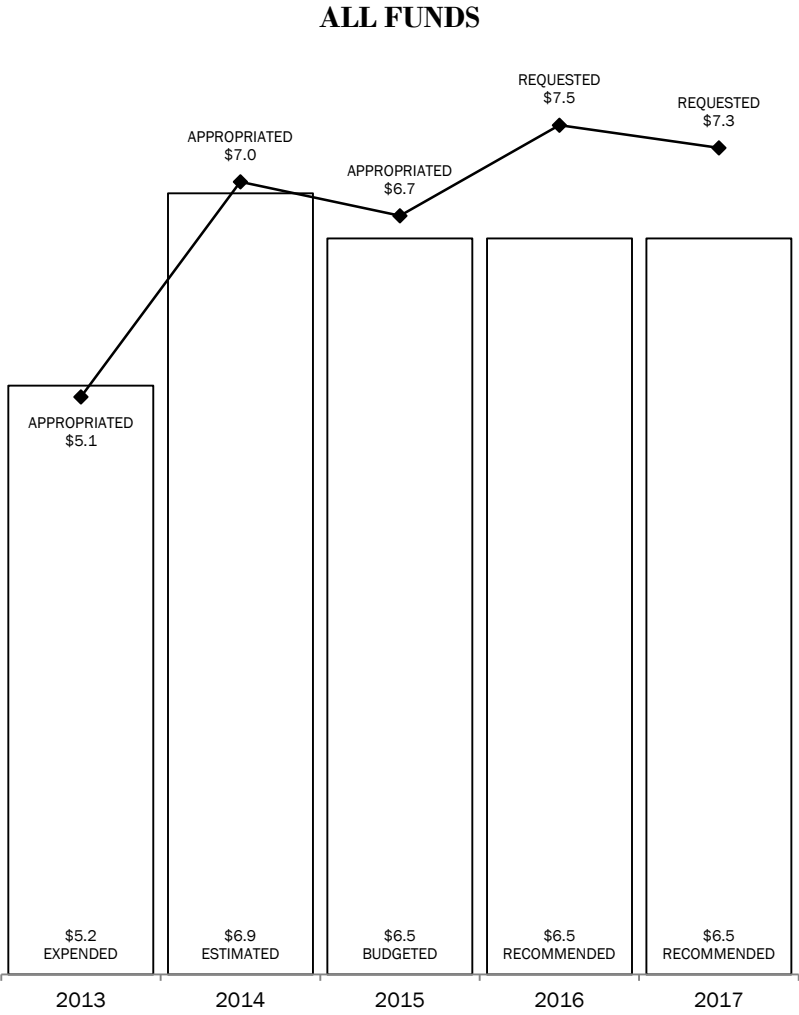 ALL FUNDS
REQUESTED
$7.5
REQUESTED
$7.3
APPROPRIATED
$7.0
APPROPRIATED
$6.7
APPROPRIATED
$5.1
$5.2
EXPENDED
$6.9
ESTIMATED
$6.5
BUDGETED
$6.5
RECOMMENDED
$6.5
RECOMMENDED
2013
2014
2015
2016
2017